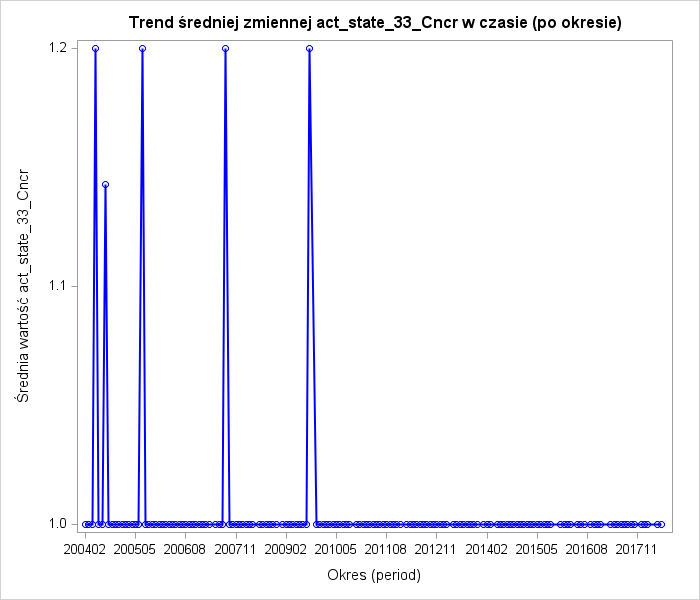 Trend średniej zmiennej act_state_33_Cncr w czasie (po okresie)
1.2
1.1
1.0
Średnia wartość act_state_33_Cncr
200402 200505 200608 200711 200902 201005 201108 201211 201402 201505 201608 201711
Okres (period)